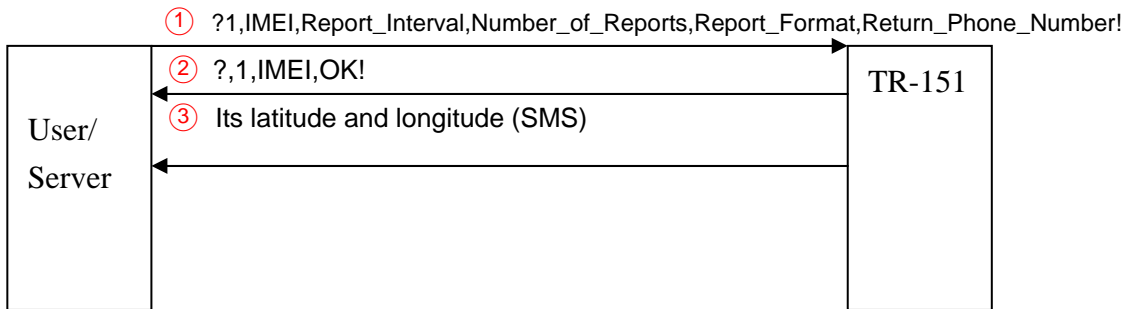 ① ?1,IMEI,Report_Interval,Number_of_Reports,Report_Format,Return_Phone_Number!
② ?,1,IMEI,OK!
TR-151
③ Its latitude and longitude (SMS)
User/
Server